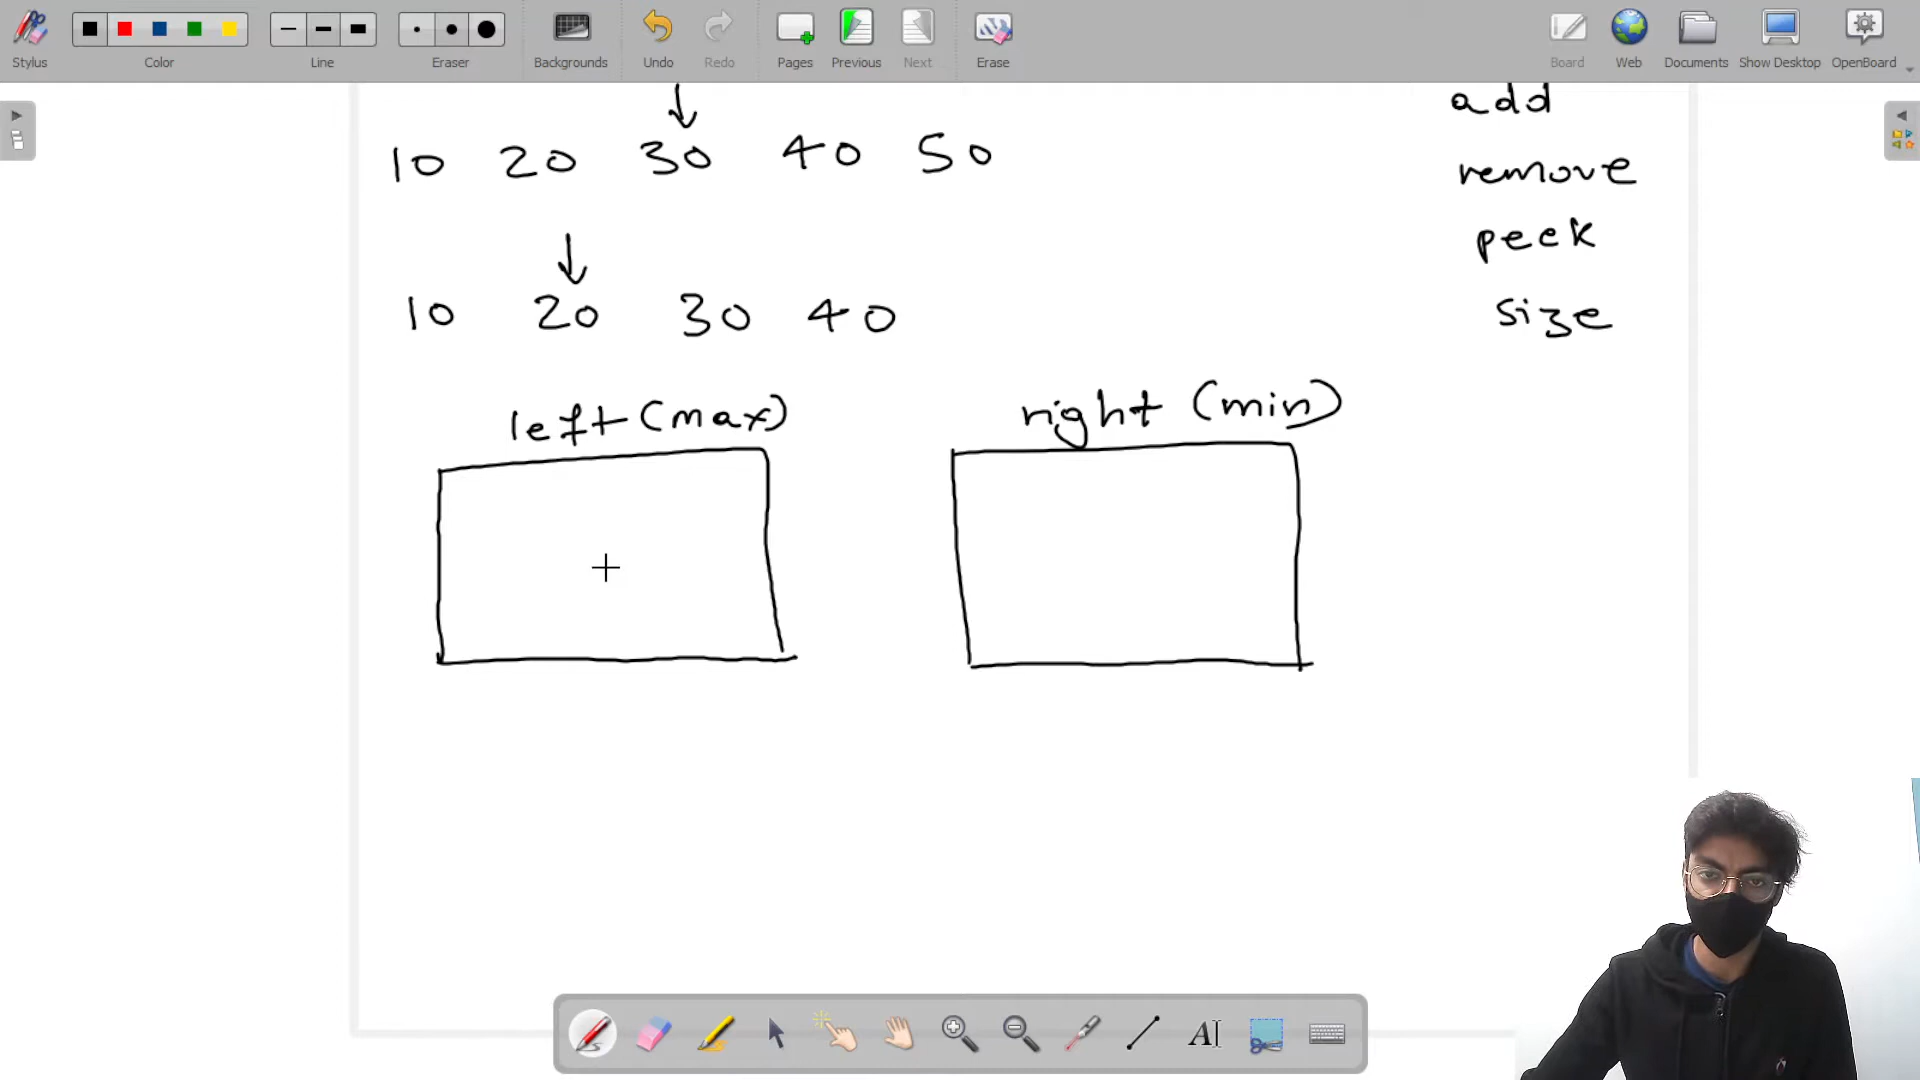 Stylus Color Line Eraser Backgrounds Undo Redo Pages Previous Next Erase Board Web Documents Show Desktop OpenBoard
add
10 20 30 40 50
remove
peek
10 20 30 40
size
left (max) right (min)
AI